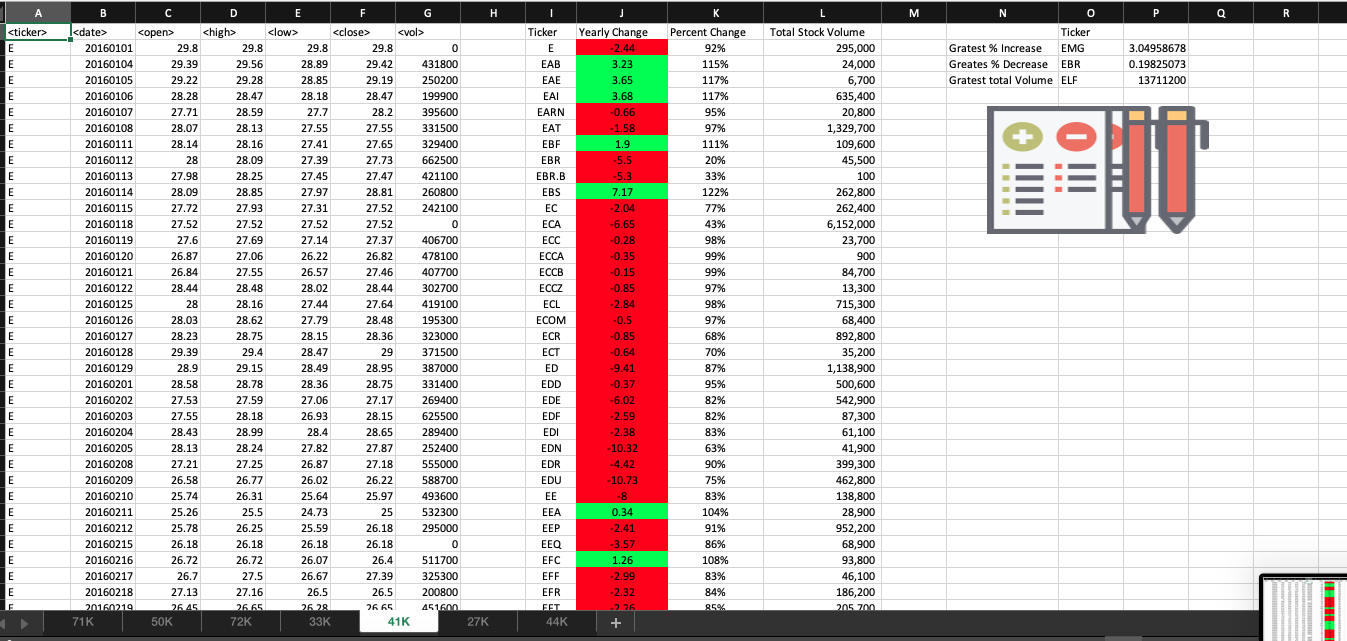 A B C D E F G H I J K L M N O P Q R
<ticker> <date> <open> <high> <low> <close> <vol> Ticker Yearly Change Percent Change Total Stock Volume Ticker
E 20160101 29.8 29.8 29.8 29.8 0 E -2.44 92% 295,000 Gratest % Increase EMG 3.04958678
E 20160104 29.39 29.56 28.89 29.42 431800 EAB 3.23 115% 24,000 Greates % Decrease EBR 0.19825073
E 20160105 29.22 29.28 28.85 29.19 250200 EAE 3.65 117% 6,700 Gratest total Volume ELF 13711200
E 20160106 28.28 28.47 28.18 28.47 199900 EAI 3.68 117% 635,400
E 20160107 27.71 28.59 27.7 28.2 395600 EARN -0.66 95% 20,800
E 20160108 28.07 28.13 27.55 27.55 331500 EAT -1.58 97% 1,329,700
E 20160111 28.14 28.16 27.41 27.65 329400 EBF 1.9 111% 109,600
E 20160112 28 28.09 27.39 27.73 662500 EBR -5.5 20% 45,500
E 20160113 27.98 28.25 27.45 27.47 421100 EBR.B -5.3 33% 100
E 20160114 28.09 28.85 27.97 28.81 260800 EBS 7.17 122% 262,800
E 20160115 27.72 27.93 27.31 27.52 242100 EC -2.04 77% 262,400
E 20160118 27.52 27.52 27.52 27.52 0 ECA -6.65 43% 6,152,000
E 20160119 27.6 27.69 27.14 27.37 406700 ECC -0.28 98% 23,700
E 20160120 26.87 27.06 26.22 26.82 478100 ECCA -0.35 99% 900
E 20160121 26.84 27.55 26.57 27.46 407700 ECCB -0.15 99% 84,700
E 20160122 28.44 28.48 28.02 28.44 302700 ECCZ -0.85 97% 13,300
E 20160125 28 28.16 27.44 27.64 419100 ECL -2.84 98% 715,300
E 20160126 28.03 28.62 27.79 28.48 195300 ECOM -0.5 97% 68,400
E 20160127 28.23 28.75 28.15 28.36 323000 ECR -0.85 68% 892,800
E 20160128 29.39 29.4 28.47 29 371500 ECT -0.64 70% 35,200
E 20160129 28.9 29.15 28.49 28.95 387000 ED -9.41 87% 1,138,900
E 20160201 28.58 28.78 28.36 28.75 331400 EDD -0.37 95% 500,600
E 20160202 27.53 27.59 27.06 27.17 269400 EDE -6.02 82% 542,900
E 20160203 27.55 28.18 26.93 28.15 625500 EDF -2.59 82% 87,300
E 20160204 28.43 28.99 28.4 28.65 289400 EDI -2.38 83% 61,100
E 20160205 28.13 28.24 27.82 27.87 252400 EDN -10.32 63% 41,900
E 20160208 27.21 27.25 26.87 27.18 555000 EDR -4.42 90% 399,300
E 20160209 26.58 26.77 26.02 26.22 588700 EDU -10.73 75% 462,800
E 20160210 25.74 26.31 25.64 25.97 493600 EE -8 83% 138,800
E 20160211 25.26 25.5 24.73 25 532300 EEA 0.34 104% 28,900
E 20160212 25.78 26.25 25.59 26.18 295000 EEP -2.41 91% 952,200
E 20160215 26.18 26.18 26.18 26.18 0 EEQ -3.57 86% 68,900
E 20160216 26.72 26.72 26.07 26.4 511700 EFC 1.26 108% 93,800
E 20160217 26.7 27.5 26.67 27.39 325300 EFF -2.99 83% 46,100
E 20160218 27.13 27.16 26.5 26.5 200800 EFR -2.32 84% 186,200
E 20160219 26.45 26.65 26.28 26.65 451600 EFT -2.26 85% 205,700
71K 50K 72K 33K 41K 27K 44K +